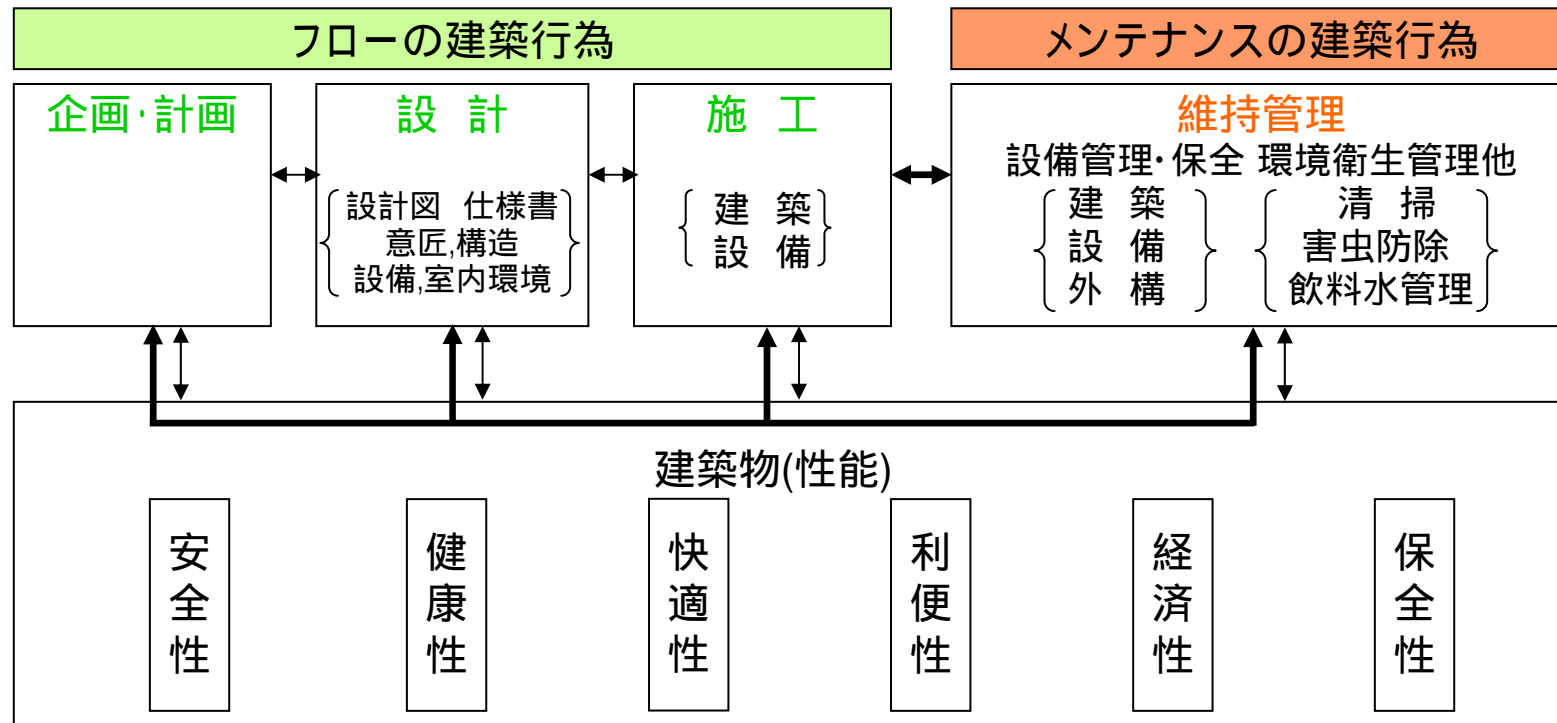 フローの建築行為
メンテナンスの建築行為
企画・計画
設 計
設計図 仕様書
意匠,構造
設備,室内環境
施 工
建 築
設 備
維持管理
設備管理・保全 環境衛生管理他
建 築
設 備
外 構
清 掃
害虫防除
飲料水管理
建築物(性能)
安全性
健康性
快適性
利便性
経済性
保全性